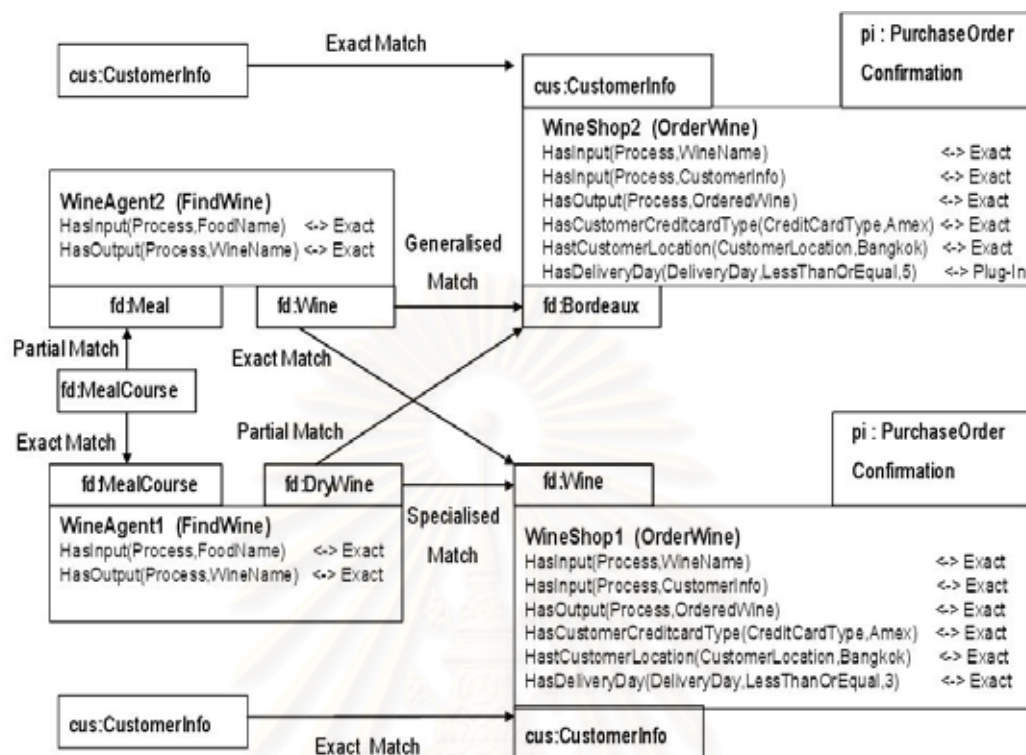 Exact Match
pi : PurchaseOrder
Confirmation
cus:CustomerInfo
cus:CustomerInfo
WineShop2 (OrderWine)
HasInput(Process,WineName) <-> Exact
HasInput(Process,CustomerInfo) <-> Exact
HasOutput(Process,OrderedWine) <-> Exact
HasCustomerCreditcardType(CreditCardType,Amex) <-> Exact
HastCustomerLocation(CustomerLocation,Bangkok) <-> Exact
HasDeliveryDay(DeliveryDay,LessThanOrEqual,5) <-> Plug-In
fd:Bordeaux
WineAgent2 (FindWine)
HasInput(Process,FoodName) <-> Exact
HasOutput(Process,WineName) <-> Exact
fd:Meal
fd:Wine
Generalised
Match
Partial Match
Exact Match
fd:MealCourse
Exact Match
Partial Match
fd:MealCourse
fd:DryWine
WineAgent1 (FindWine)
HasInput(Process,FoodName) <-> Exact
HasOutput(Process,WineName) <-> Exact
Specialised
Match
pi : PurchaseOrder
Confirmation
fd:Wine
WineShop1 (OrderWine)
HasInput(Process,WineName) <-> Exact
HasInput(Process,CustomerInfo) <-> Exact
HasOutput(Process,OrderedWine) <-> Exact
HasCustomerCreditcardType(CreditCardType,Amex) <-> Exact
HastCustomerLocation(CustomerLocation,Bangkok) <-> Exact
HasDeliveryDay(DeliveryDay,LessThanOrEqual,3) <-> Exact
cus:CustomerInfo
Exact Match
cus:CustomerInfo